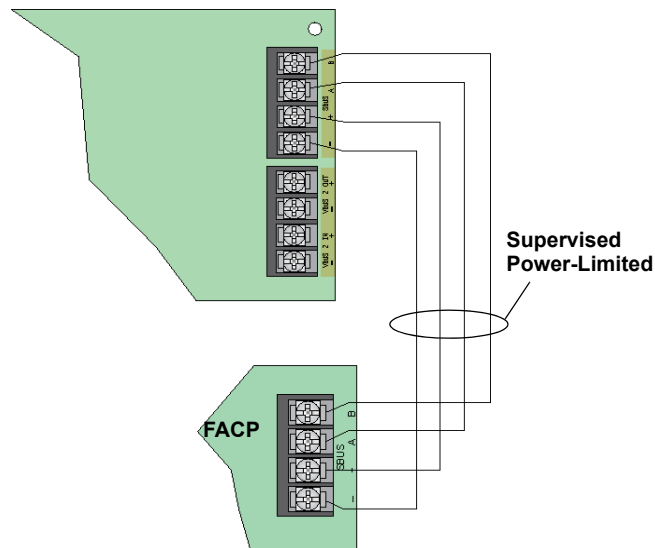 B
A
SBUS
+
-
+
VBUS 2 OUT
-
+
VBUS 2 IN
-
Supervised
Power-Limited
FACP
B
A
SBUS
+
-